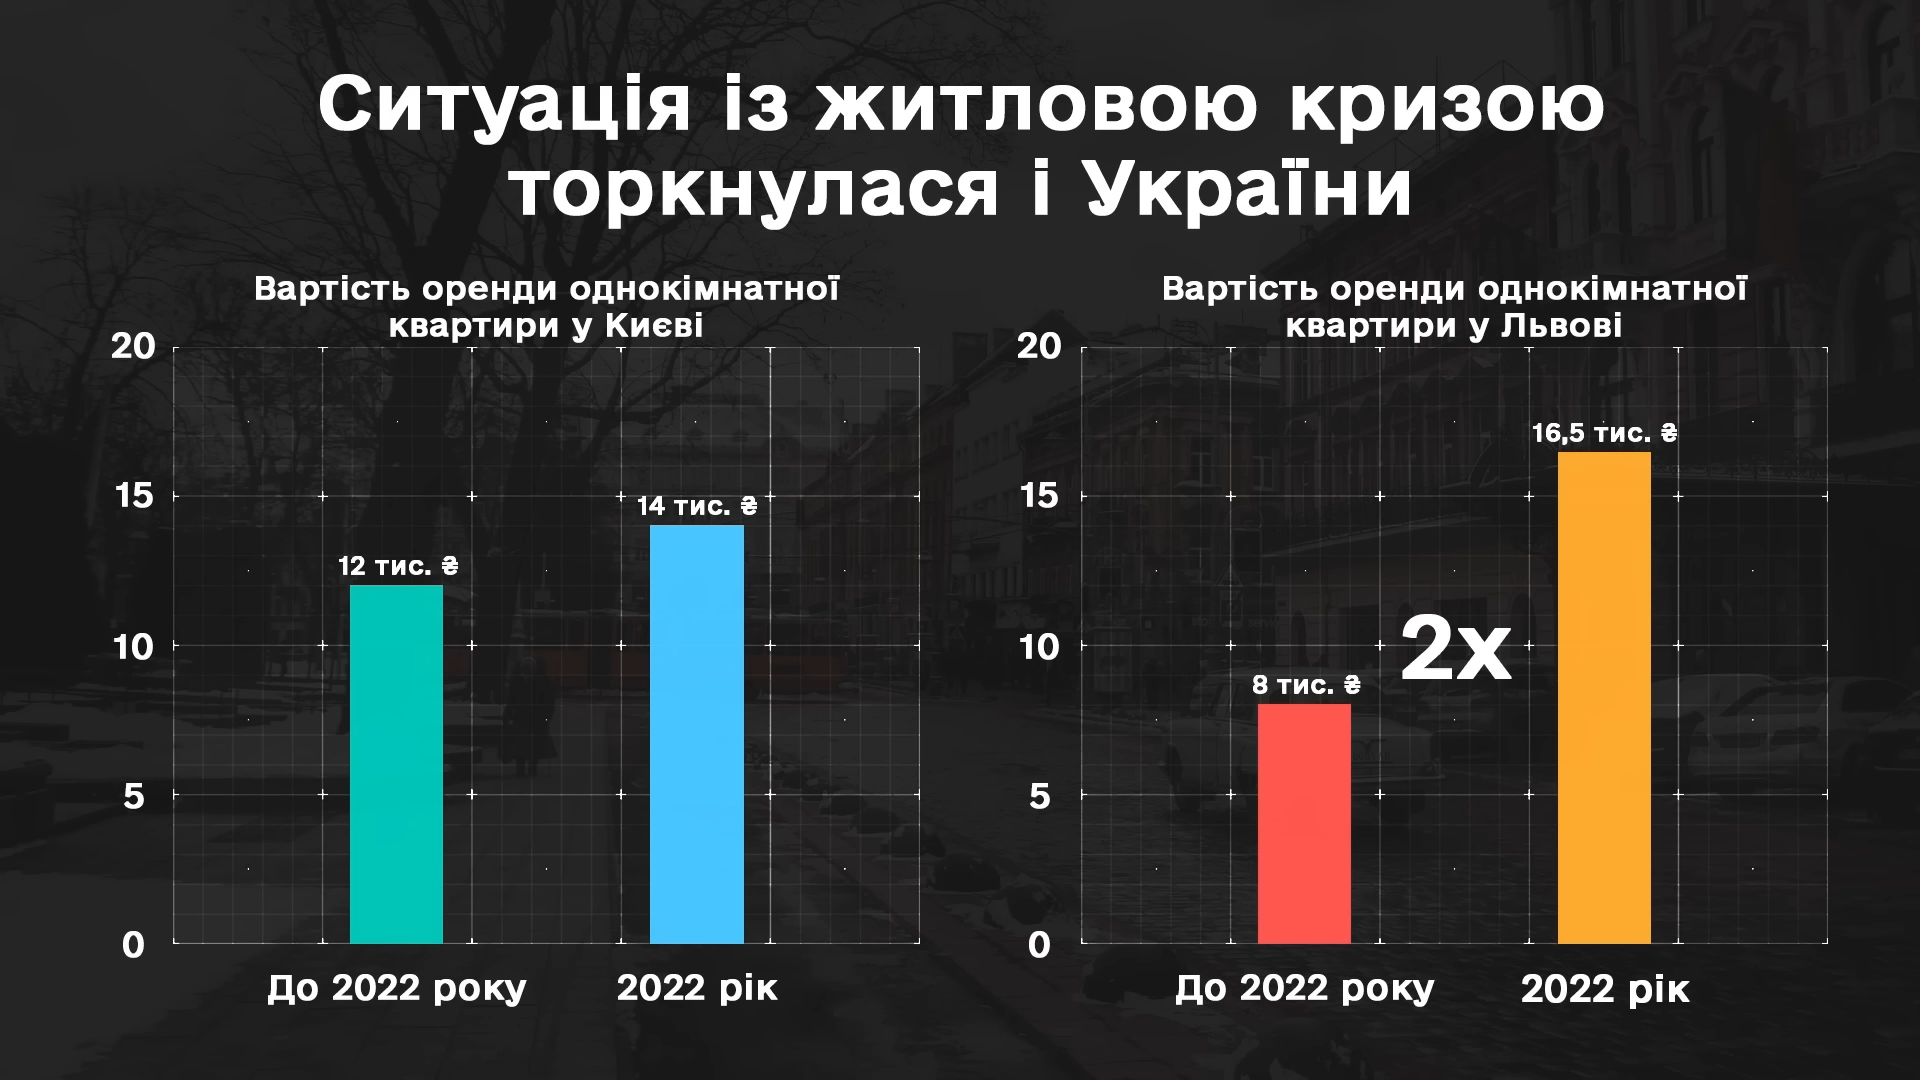 Ситуація із житловою кризою
торкнулася і України
Вартість оренди однокімнатної
квартири у Києві
20
15
10
5
0
12 тис. ₴
14 тис. ₴
До 2022 року
2022 рік
Вартість оренди однокімнатної
квартири у Львові
20
15
10
5
0
8 тис. ₴
2x
16,5 тис. ₴
До 2022 року
2022 рік